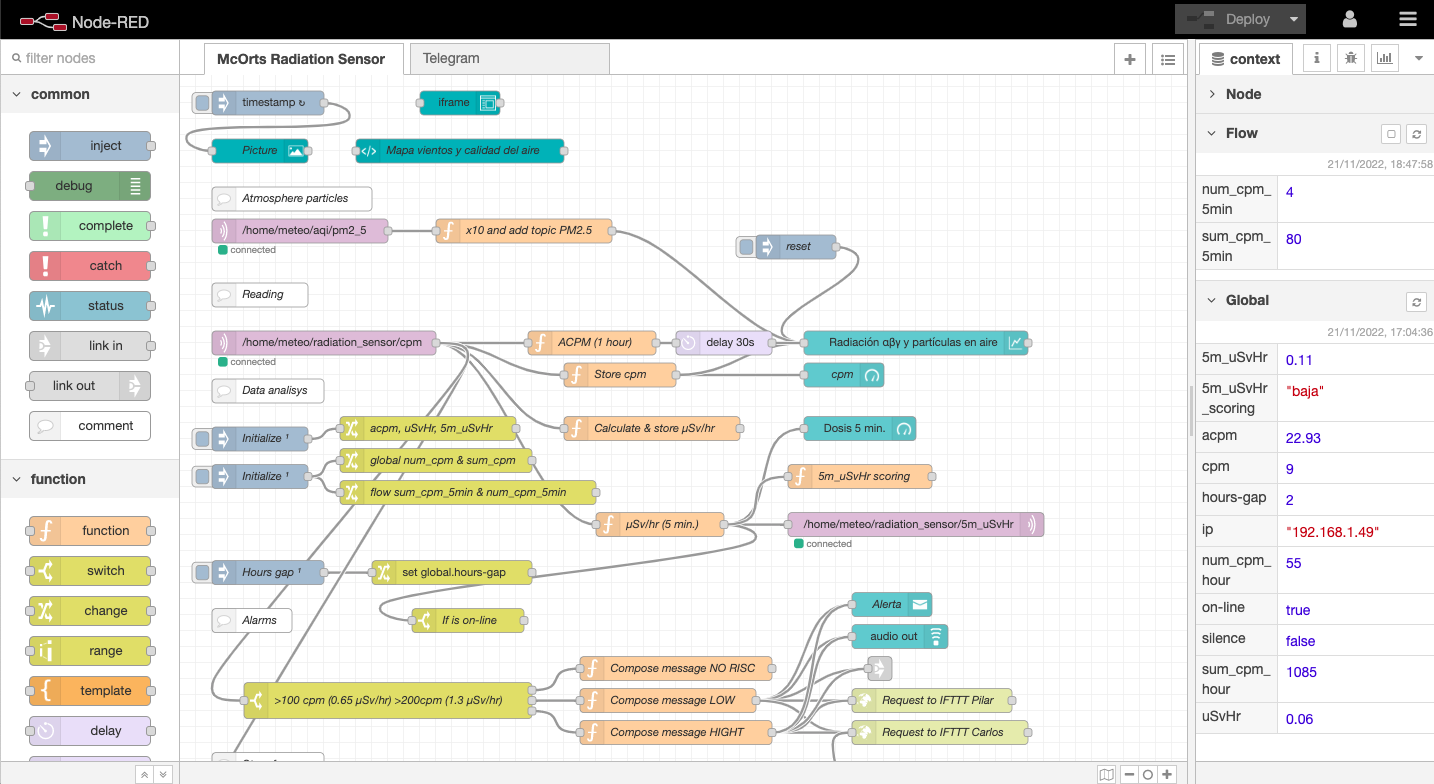 Node-RED
Deploy
filter nodes
McOrts Radiation Sensor
Telegram
context
i
common
inject
debug
complete
catch
status
link in
link out
comment
function
function
switch
change
range
template
delay
timestamp ↻
iframe
Picture
Mapa vientos y calidad del aire
Atmosphere particles
/home/meteo/aqi/pm2_5
connected
x10 and add topic PM2.5
reset
Reading
/home/meteo/radiation_sensor/cpm
connected
ACPM (1 hour)
delay 30s
Radiación αβγ y partículas en aire
Store cpm
cpm
Data analisys
Initialize ¹
acpm, uSvHr, 5m_uSvHr
Calculate & store µSv/hr
Dosis 5 min.
Initialize ¹
global num_cpm & sum_cpm
flow sum_cpm_5min & num_cpm_5min
5m_uSvHr scoring
µSv/hr (5 min.)
/home/meteo/radiation_sensor/5m_uSvHr
connected
Hours gap ¹
set global.hours-gap
If is on-line
Alarms
Alerta
audio out
>100 cpm (0.65 µSv/hr) >200cpm (1.3 µSv/hr)
Compose message NO RISC
Compose message LOW
Compose message HIGHT
Request to IFTTT Pilar
Request to IFTTT Carlos
Node
Flow
21/11/2022, 18:47:58
num_cpm_5min 4
sum_cpm_5min 80
Global
21/11/2022, 17:04:36
5m_uSvHr 0.11
5m_uSvHr_scoring "baja"
acpm 22.93
cpm 9
hours-gap 2
ip "192.168.1.49"
num_cpm_hour 55
on-line true
silence false
sum_cpm_hour 1085
uSvHr 0.06